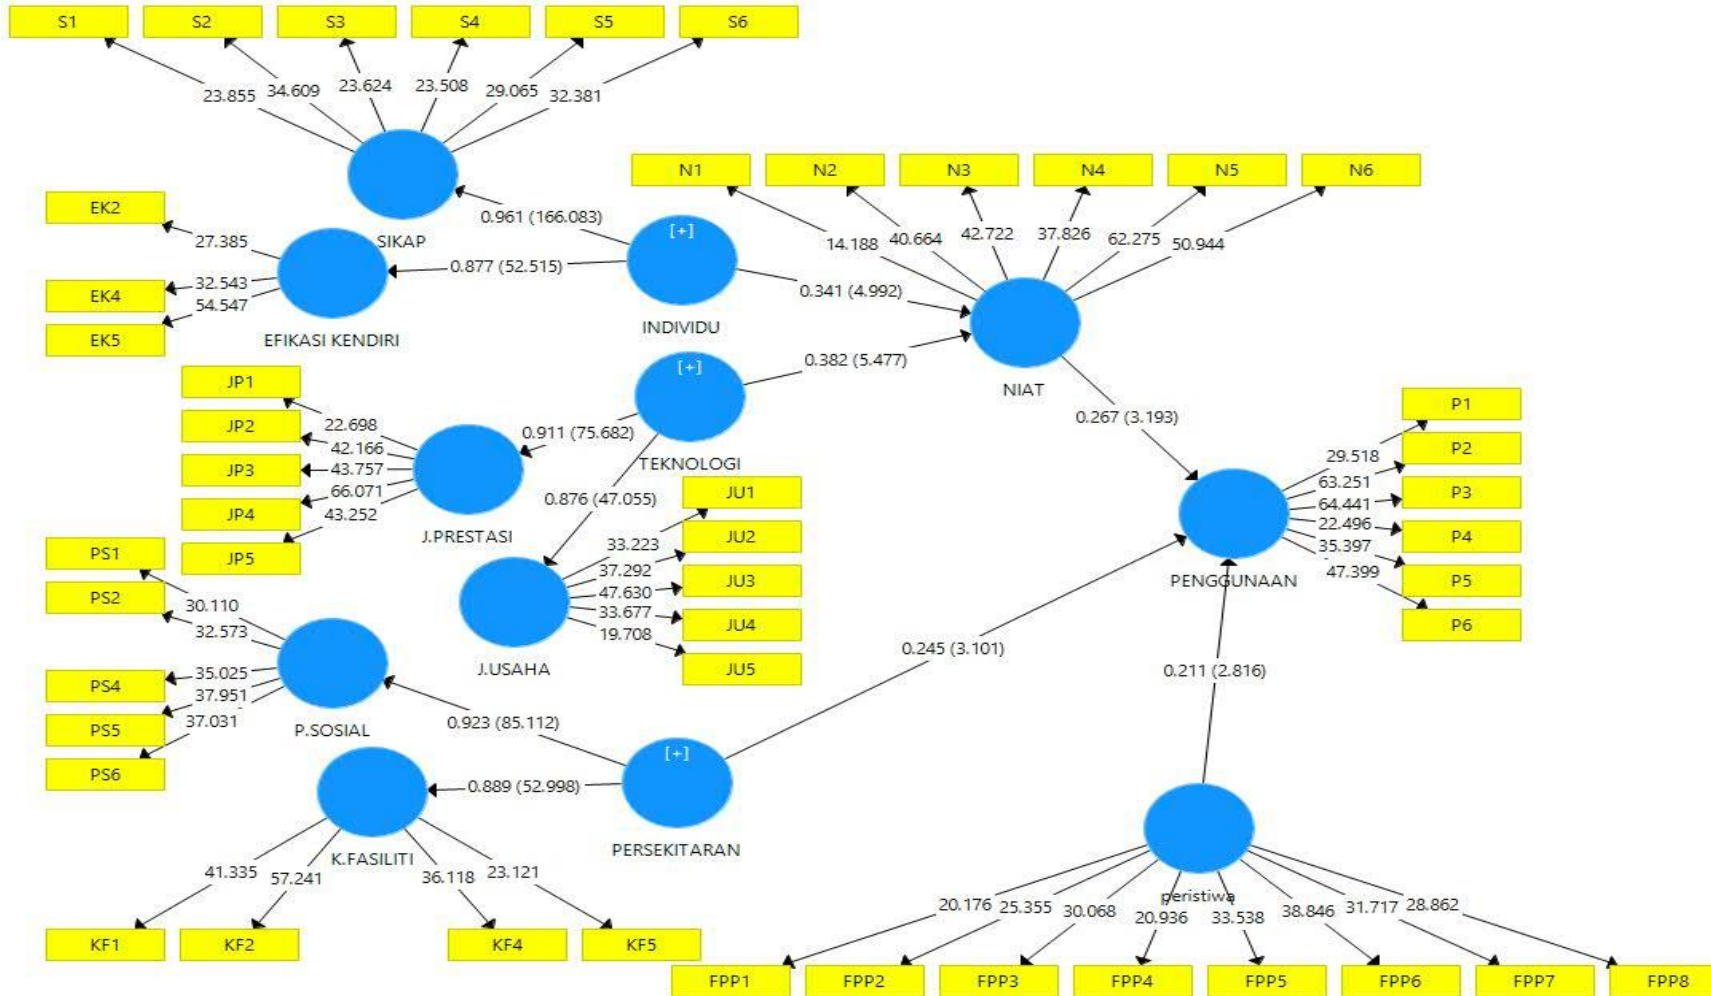 S1 S2 S3 S4 S5 S6
23.855 34.609 23.624 23.508 29.065 32.381
SIKAP
EK2
EK4
EK5
27.385
32.543
54.547
EFIKASI KENDIRI
0.961 (166.083)
0.877 (52.515)
[+]
INDIVIDU
0.341 (4.992)
N1 N2 N3 N4 N5 N6
14.188 40.664 42.722 37.826 62.275 50.944
NIAT
0.382 (5.477)
[+]
TEKNOLOGI
0.911 (75.682)
0.876 (47.055)
JP1
JP2
JP3
JP4
JP5
22.698
42.166
43.757
66.071
43.252
J.PRESTASI
JU1
JU2
JU3
JU4
JU5
33.223
37.292
47.630
33.677
19.708
J.USAHA
0.267 (3.193)
P1
P2
P3
P4
P5
P6
29.518
63.251
64.441
22.496
35.397
47.399
PENGGUNAAN
PS1
PS2
PS4
PS5
PS6
30.110
32.573
35.025
37.951
37.031
P.SOSIAL
0.923 (85.112)
0.889 (52.998)
[+]
PERSEKITARAN
0.245 (3.101)
0.211 (2.816)
K.FASILITI
41.335 57.241 36.118 23.121
KF1 KF2 KF4 KF5
peristiwa
20.176 25.355 30.068 20.936 33.538 38.846 31.717 28.862
FPP1 FPP2 FPP3 FPP4 FPP5 FPP6 FPP7 FPP8